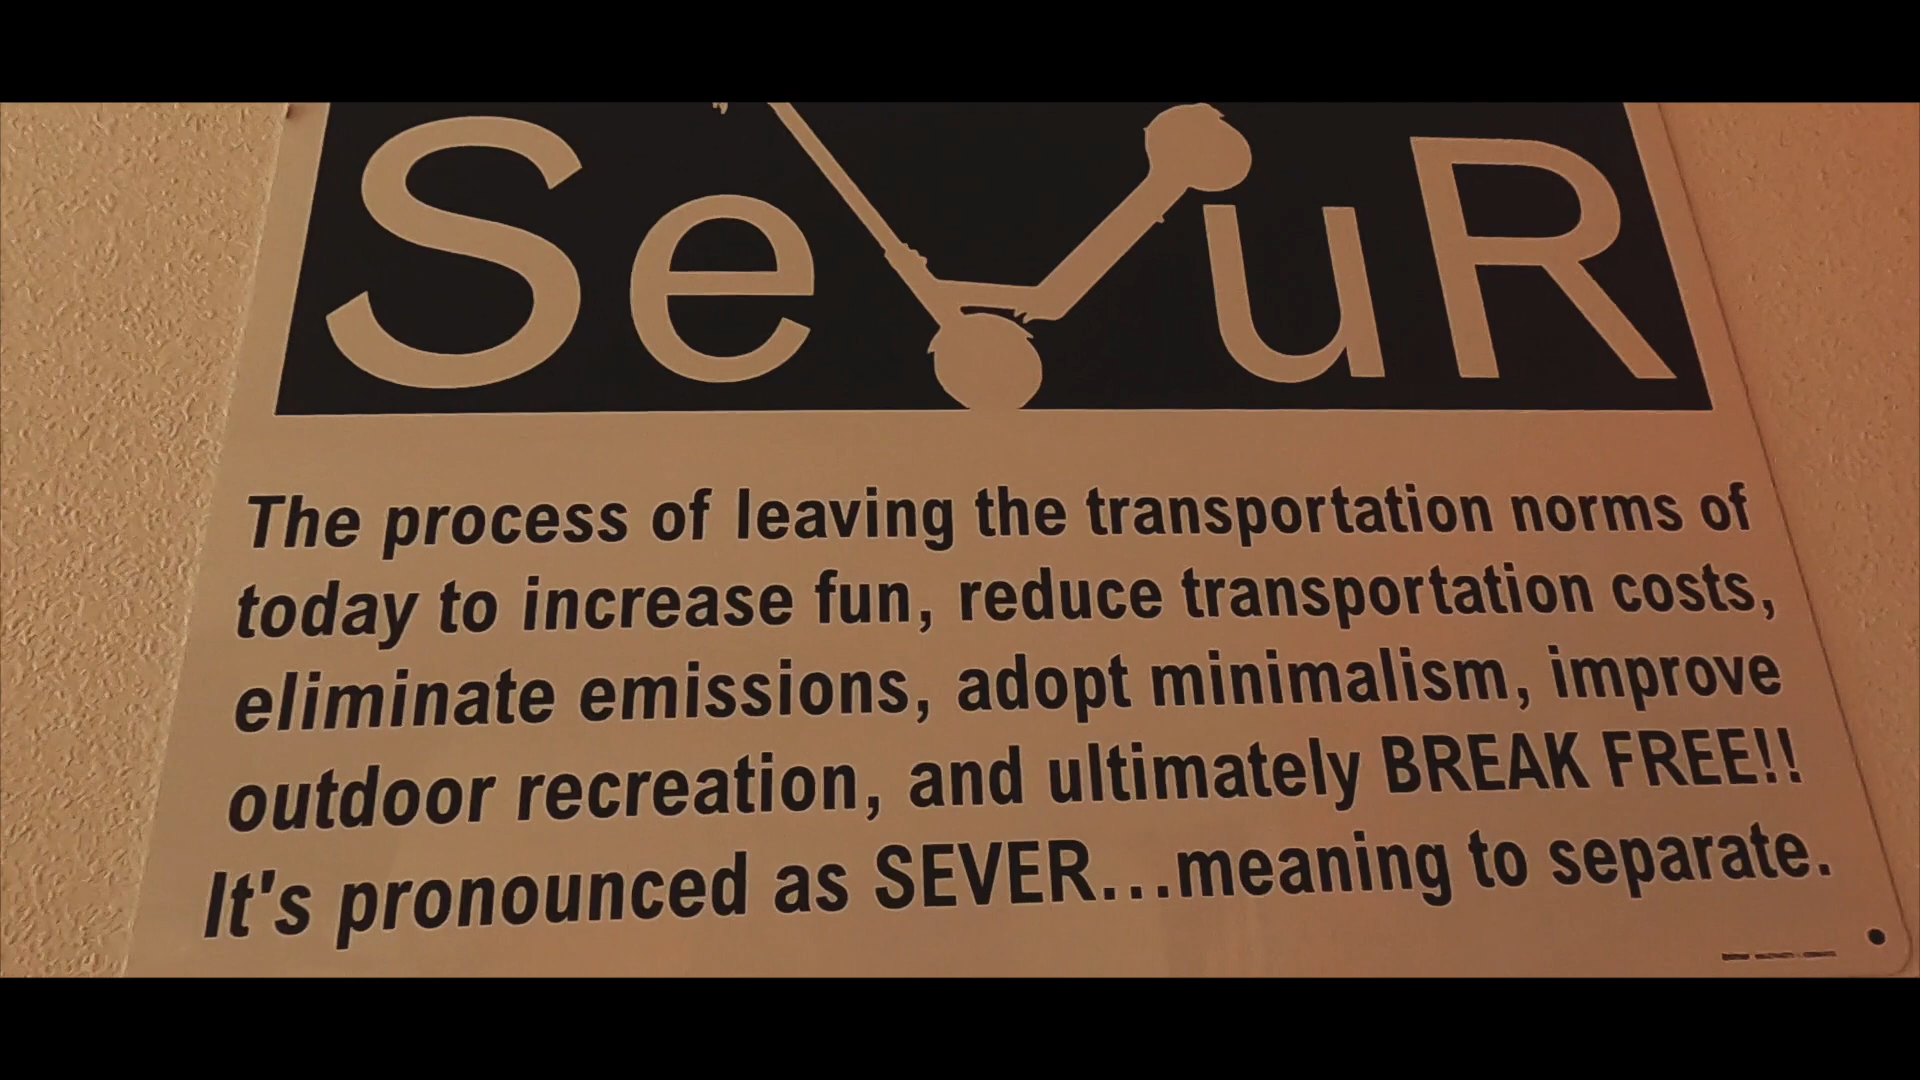 SeVuR
The process of leaving the transportation norms of
today to increase fun, reduce transportation costs,
eliminate emissions, adopt minimalism, improve
outdoor recreation, and ultimately BREAK FREE!!
It's pronounced as SEVER...meaning to separate.